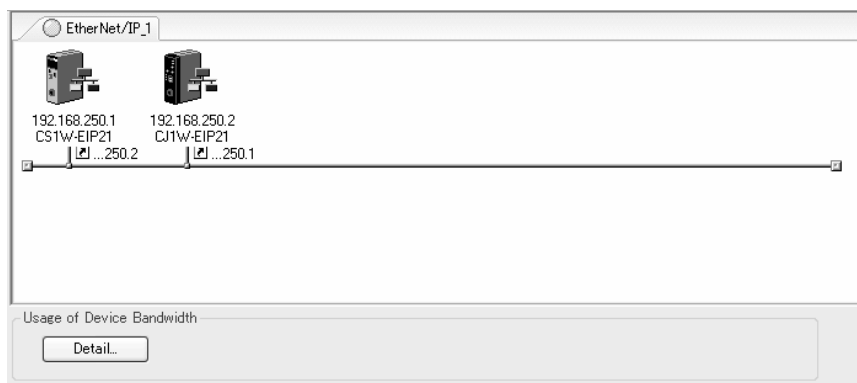 EtherNet/IP_1
192.168.250.1 192.168.250.2
CS1W-EIP21 CJ1W-EIP21
...250.2 ...250.1
Usage of Device Bandwidth
Detail...